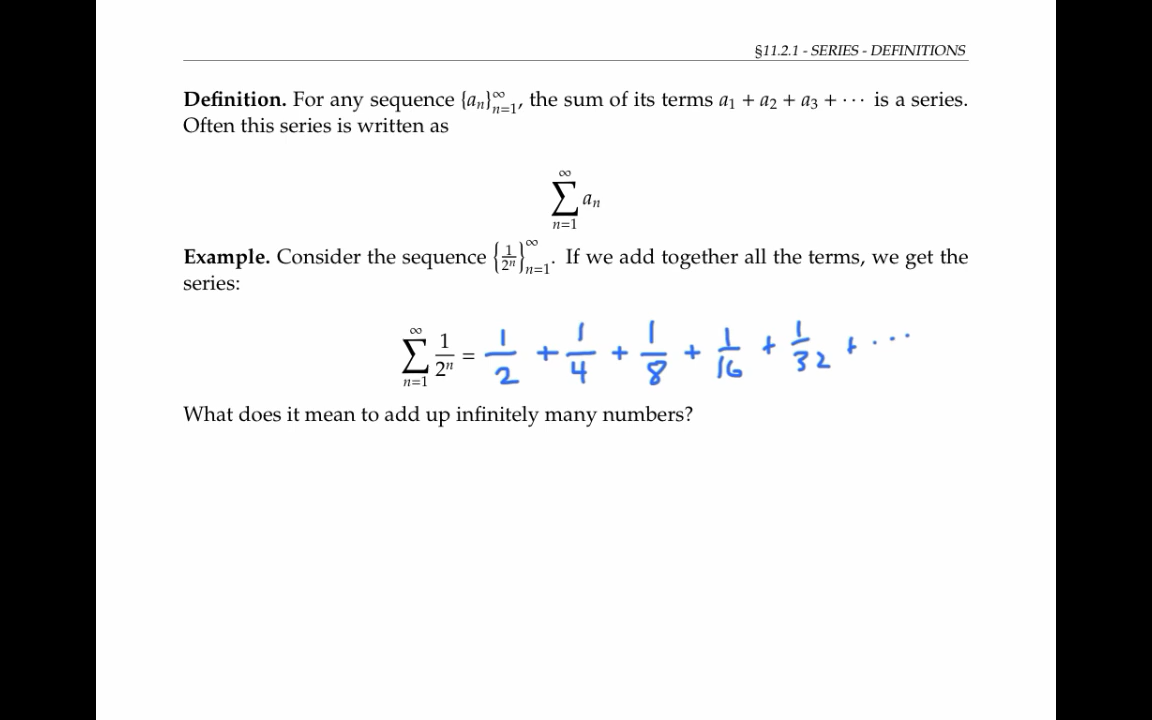 §11.2.1 - SERIES - DEFINITIONS
Definition. For any sequence {aₙ}∞ₙ₌₁, the sum of its terms a₁ + a₂ + a₃ + ··· is a series.
Often this series is written as
∞
∑ aₙ
n=1
Example. Consider the sequence {1/2ⁿ}∞ₙ₌₁. If we add together all the terms, we get the
series:
∞
∑ 1/2ⁿ = 1/2 + 1/4 + 1/8 + 1/16 + 1/32 + ···
n=1
What does it mean to add up infinitely many numbers?